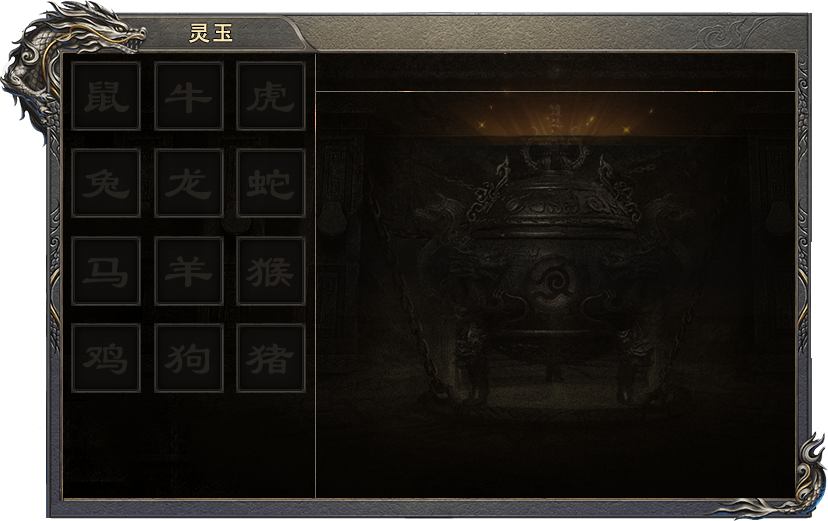 灵玉
鼠 牛 虎
兔 龙 蛇
马 羊 猴
鸡 狗 猪